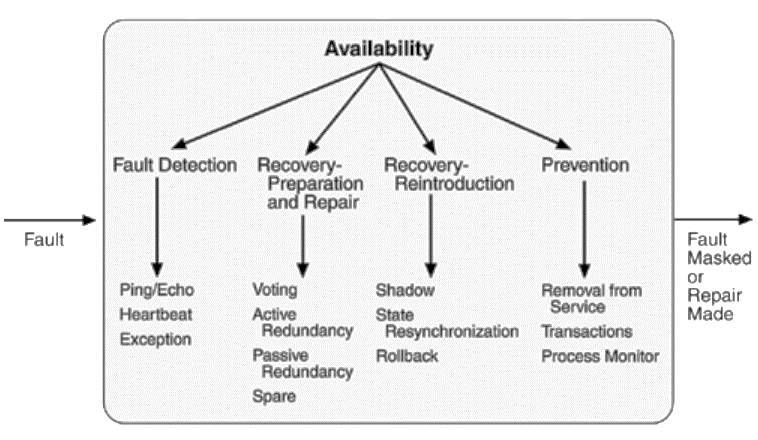 Availability
Fault Detection
Recovery-
Preparation
and Repair
Recovery-
Reintroduction
Prevention
Fault
Fault
Masked
or
Repair
Made
Ping/Echo
Heartbeat
Exception
Voting
Active
Redundancy
Passive
Redundancy
Spare
Shadow
State
Resynchronization
Rollback
Removal from
Service
Transactions
Process Monitor